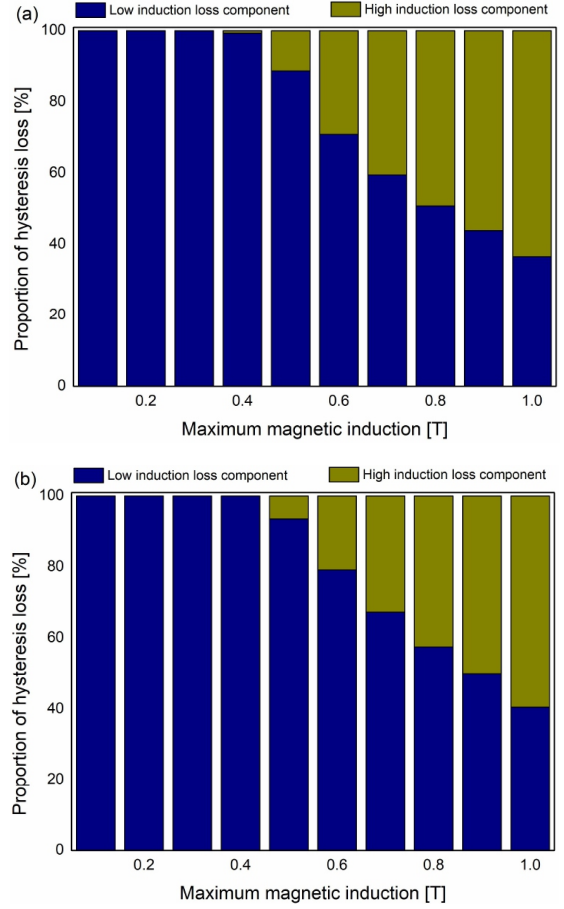 (a)
Low induction loss component High induction loss component
Proportion of hysteresis loss [%]
100
80
60
40
20
0
0.2 0.4 0.6 0.8 1.0
Maximum magnetic induction [T]
(b)
Low induction loss component High induction loss component
Proportion of hysteresis loss [%]
100
80
60
40
20
0
0.2 0.4 0.6 0.8 1.0
Maximum magnetic induction [T]